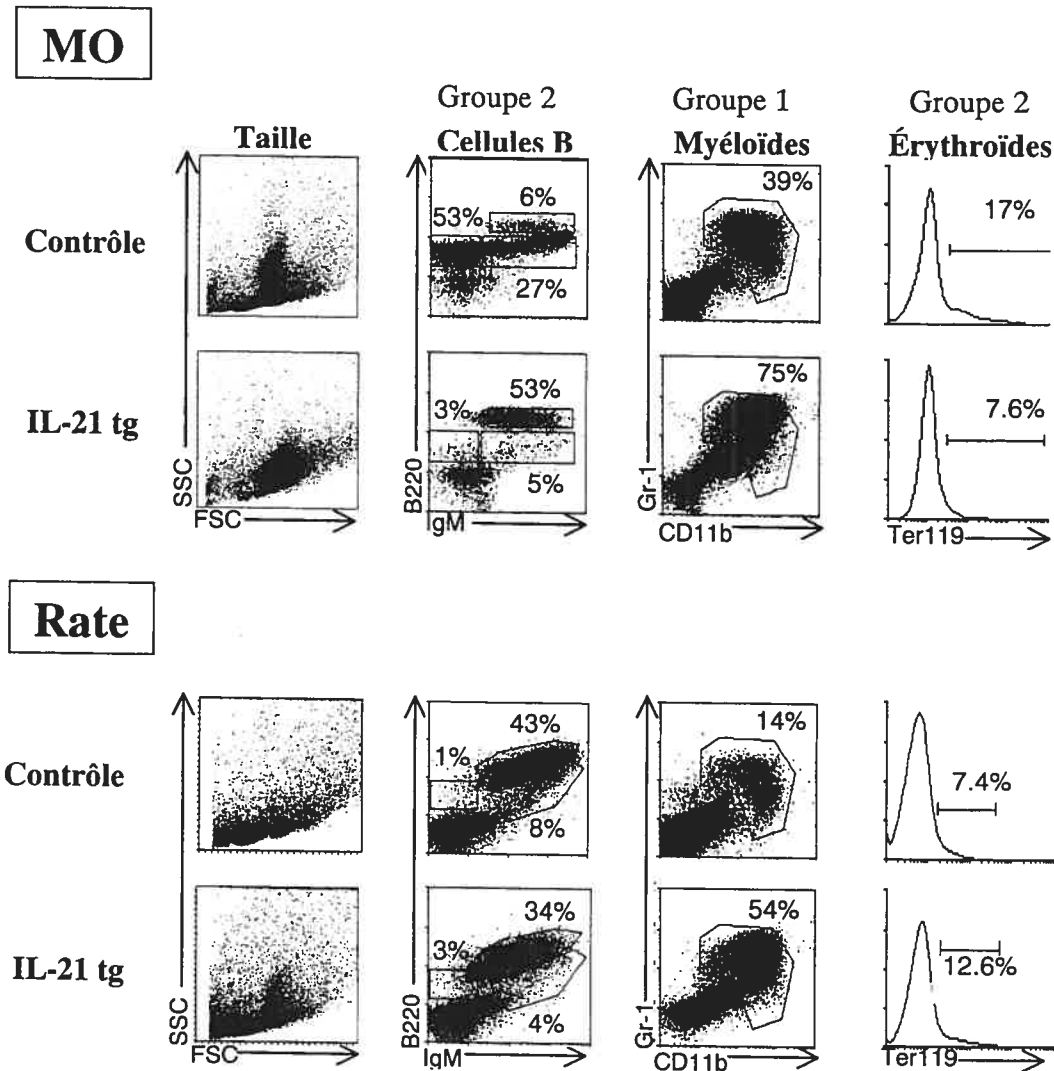 MO
Groupe 2
Groupe 1
Groupe 2
Taille
Cellules B
Myéloïdes
Érythroïdes
Contrôle
53%
6%
27%
39%
17%
IL-21 tg
3%
53%
5%
75%
7.6%
SSC
FSC
B220
IgM
Gr-1
CD11b
Ter119
Rate
Contrôle
1%
43%
8%
14%
7.4%
IL-21 tg
3%
34%
4%
54%
12.6%
SSC
FSC
B220
IgM
Gr-1
CD11b
Ter119